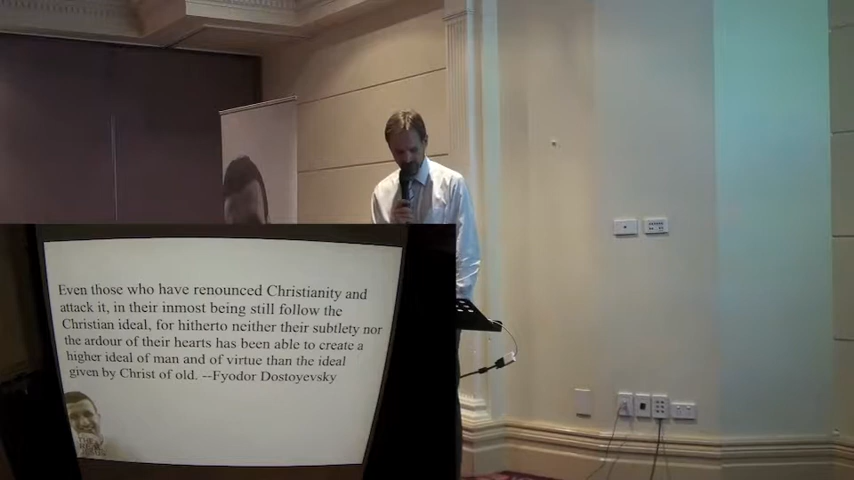 Even those who have renounced Christianity and
attack it, in their inmost being still follow the
Christian ideal, for hitherto neither their subtlety nor
the ardour of their hearts has been able to create a
higher ideal of man and of virtue than the ideal
given by Christ of old. --Fyodor Dostoyevsky